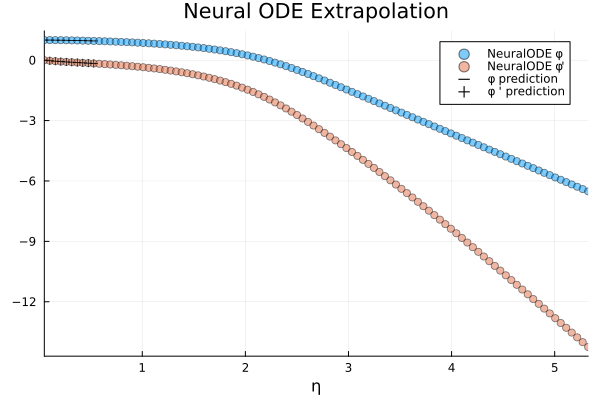 Neural ODE Extrapolation
NeuralODE φ
NeuralODE φ'
φ prediction
φ ' prediction
0
−3
−6
−9
−12
1
2
3
4
5
η